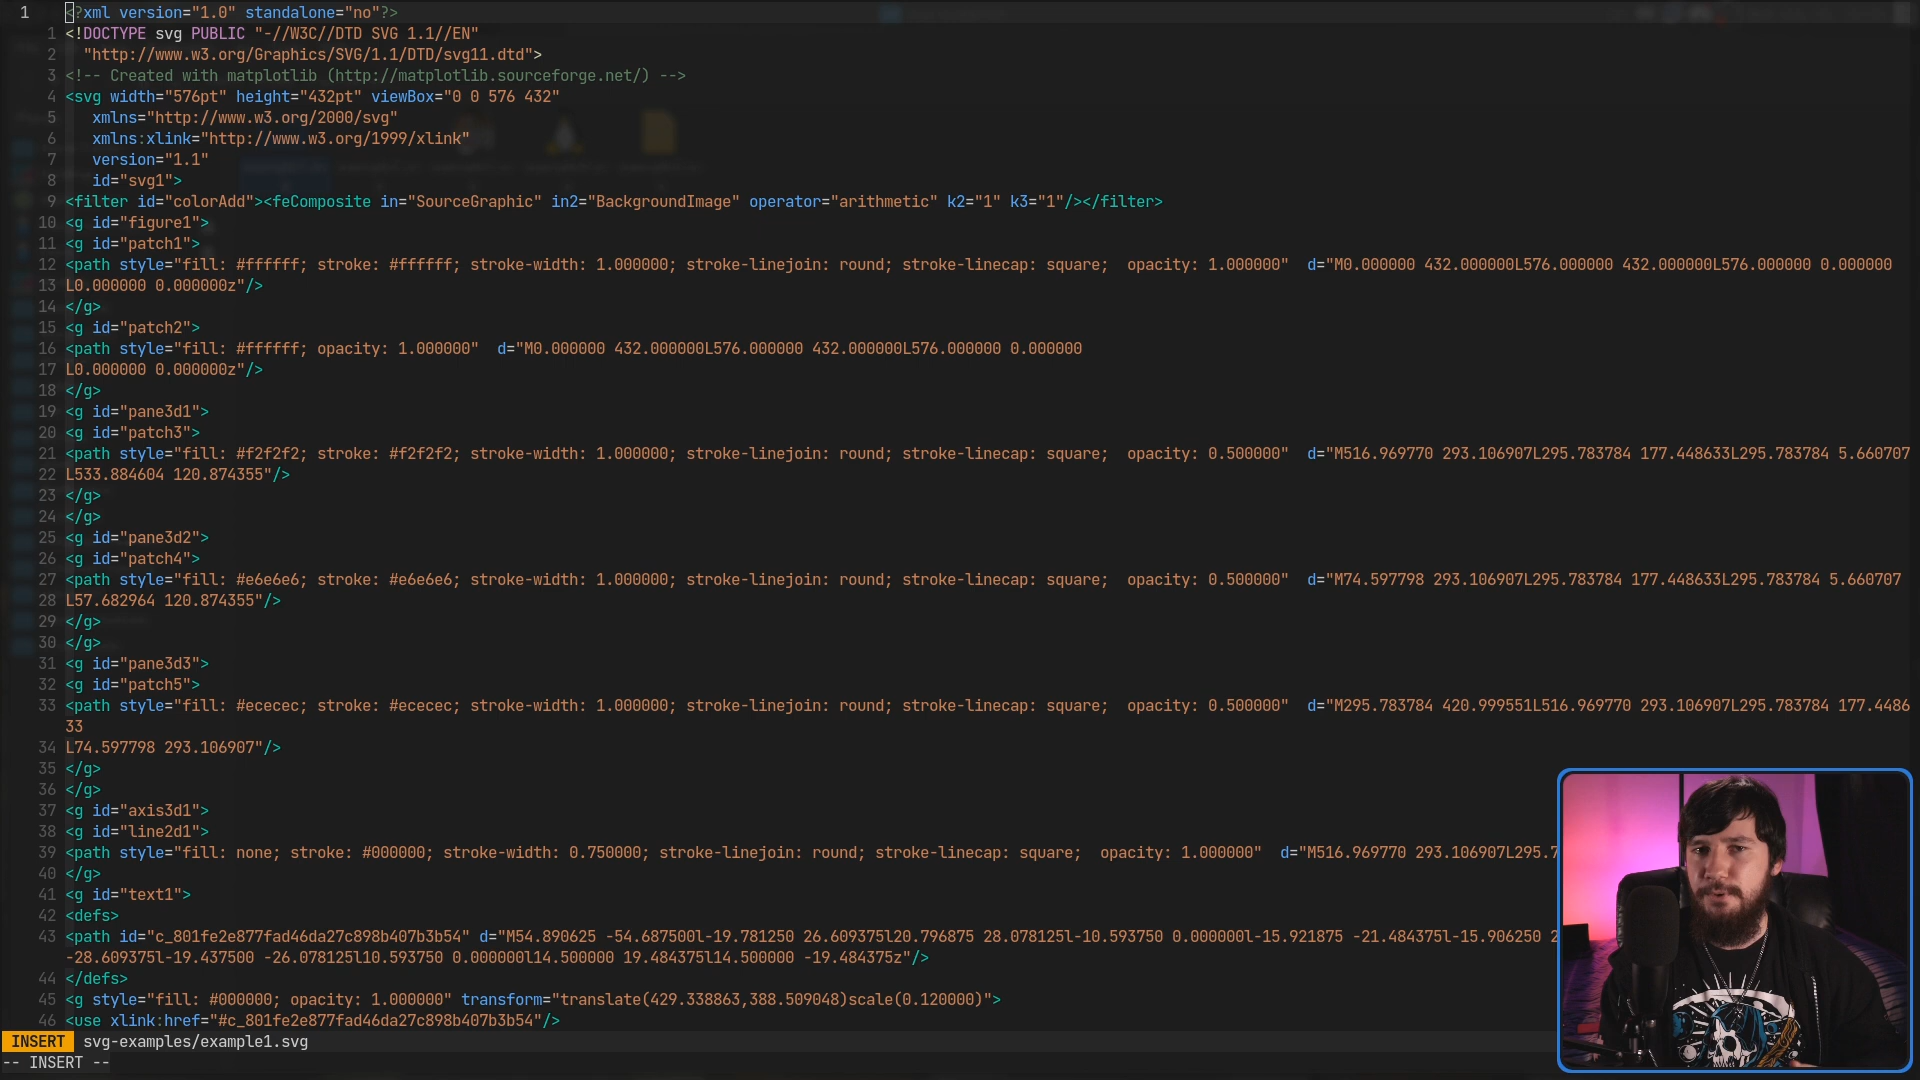 1 <?xml version="1.0" standalone="no"?>
1 <!DOCTYPE svg PUBLIC "-//W3C//DTD SVG 1.1//EN"
2 "http://www.w3.org/Graphics/SVG/1.1/DTD/svg11.dtd">
3 <!-- Created with matplotlib (http://matplotlib.sourceforge.net/) -->
4 <svg width="576pt" height="432pt" viewBox="0 0 576 432"
5 xmlns="http://www.w3.org/2000/svg"
6 xmlns:xlink="http://www.w3.org/1999/xlink"
7 version="1.1"
8 id="svg1">
9 <filter id="colorAdd"><feComposite in="SourceGraphic" in2="BackgroundImage" operator="arithmetic" k2="1" k3="1"/></filter>
10 <g id="figure1">
11 <g id="patch1">
12 <path style="fill: #ffffff; stroke: #ffffff; stroke-width: 1.000000; stroke-linejoin: round; stroke-linecap: square;  opacity: 1.000000"  d="M0.000000 432.000000L576.000000 432.000000L576.000000 0.000000
13 L0.000000 0.000000z"/>
14 </g>
15 <g id="patch2">
16 <path style="fill: #ffffff; opacity: 1.000000"  d="M0.000000 432.000000L576.000000 432.000000L576.000000 0.000000
17 L0.000000 0.000000z"/>
18 </g>
19 <g id="pane3d1">
20 <g id="patch3">
21 <path style="fill: #f2f2f2; stroke: #f2f2f2; stroke-width: 1.000000; stroke-linejoin: round; stroke-linecap: square;  opacity: 0.500000"  d="M516.969770 293.106907L295.783784 177.448633L295.783784 5.660707
22 L533.884604 120.874355"/>
23 </g>
24 </g>
25 <g id="pane3d2">
26 <g id="patch4">
27 <path style="fill: #e6e6e6; stroke: #e6e6e6; stroke-width: 1.000000; stroke-linejoin: round; stroke-linecap: square;  opacity: 0.500000"  d="M74.597798 293.106907L295.783784 177.448633L295.783784 5.660707
28 L57.682964 120.874355"/>
29 </g>
30 </g>
31 <g id="pane3d3">
32 <g id="patch5">
33 <path style="fill: #ececec; stroke: #ececec; stroke-width: 1.000000; stroke-linejoin: round; stroke-linecap: square;  opacity: 0.500000"  d="M295.783784 420.999551L516.969770 293.106907L295.783784 177.4486
33
34 L74.597798 293.106907"/>
35 </g>
36 </g>
37 <g id="axis3d1">
38 <g id="line2d1">
39 <path style="fill: none; stroke: #000000; stroke-width: 0.750000; stroke-linejoin: round; stroke-linecap: square;  opacity: 1.000000"  d="M516.969770 293.106907L295.7
40 </g>
41 <g id="text1">
42 <defs>
43 <path id="c_801fe2e877fad46da27c898b407b3b54" d="M54.890625 -54.687500l-19.781250 26.609375l20.796875 28.078125l-10.593750 0.000000l-15.921875 -21.484375l-15.906250 2
-28.609375l-19.437500 -26.078125l10.593750 0.000000l14.500000 19.484375l14.500000 -19.484375z"/>
44 </defs>
45 <g style="fill: #000000; opacity: 1.000000" transform="translate(429.338863,388.509048)scale(0.120000)">
46 <use xlink:href="#c_801fe2e877fad46da27c898b407b3b54"/>
INSERT svg-examples/example1.svg
-- INSERT --